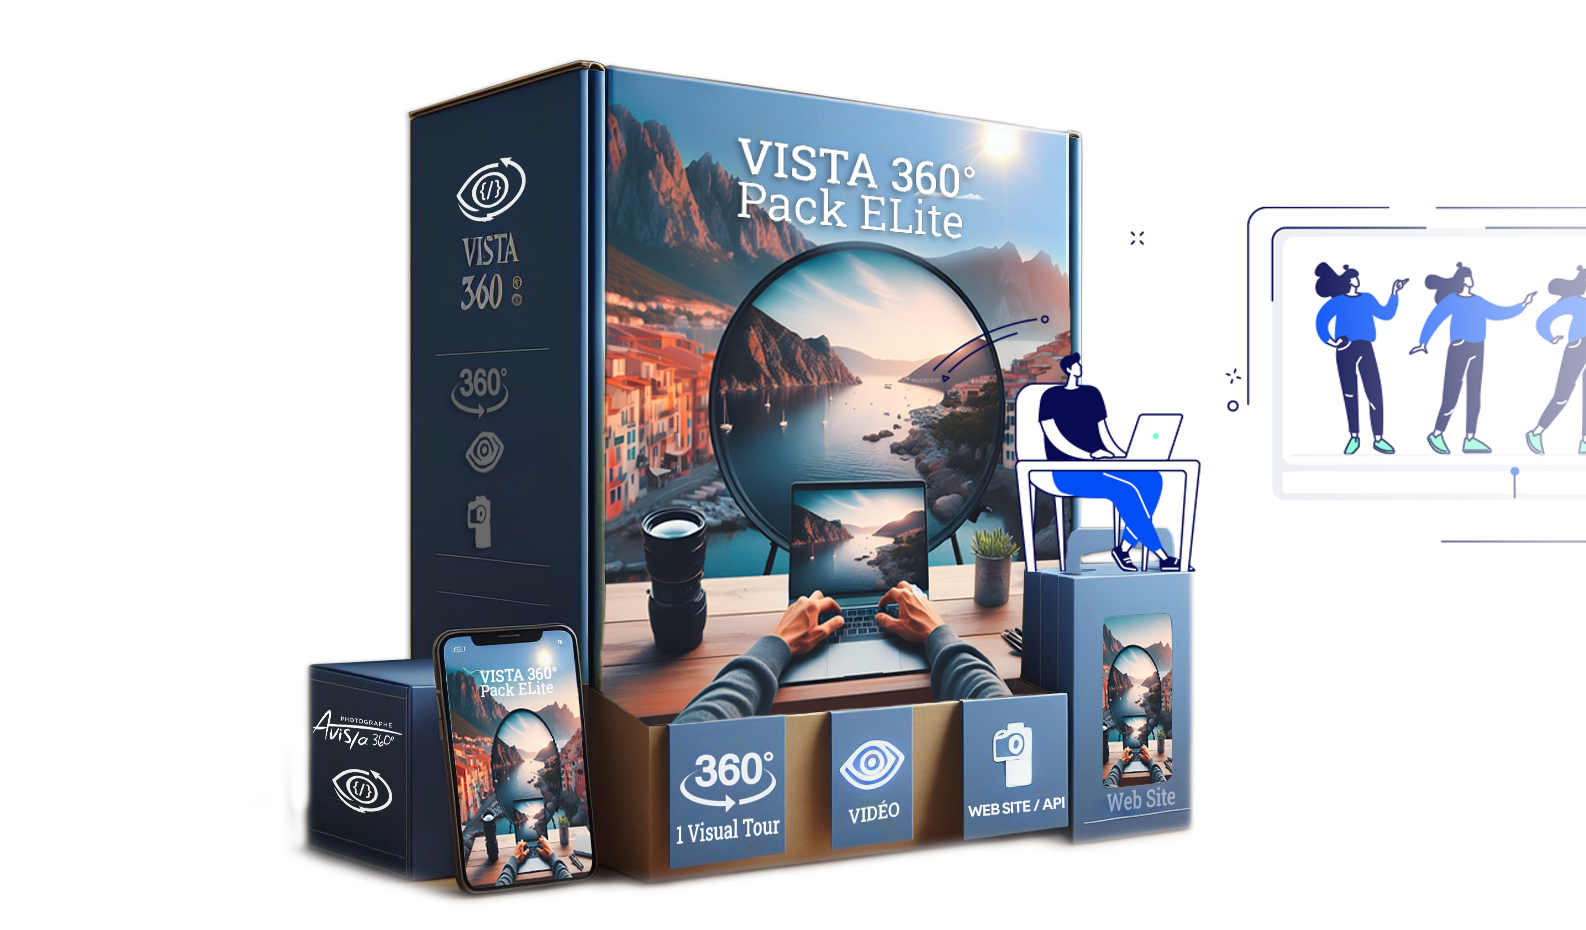 VISTA 360°
Pack ELite
VISTA
360
360°
PHOTOGRAPHE
Avista 360°
{/}
{/}
VISTA 360°
Pack ELite
360°
1 Visual Tour
VIDÉO
WEB SITE / API
Web Site